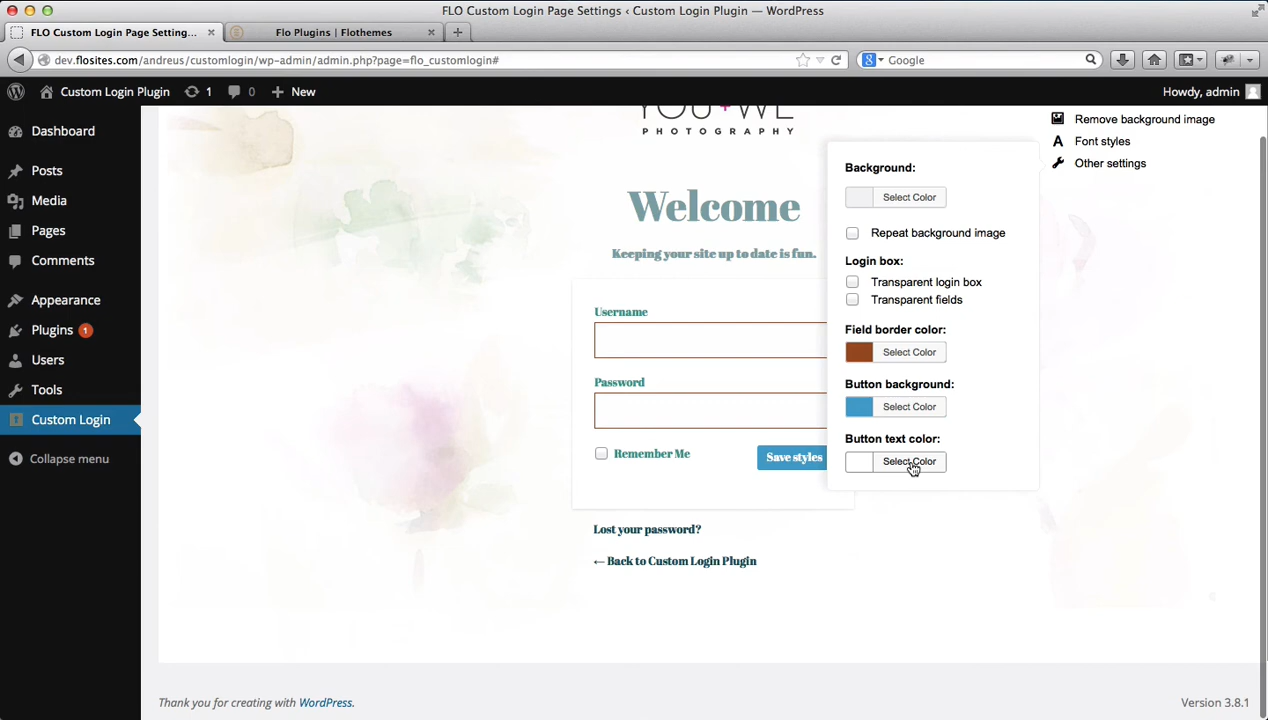 FLO Custom Login Page Settings ‹ Custom Login Plugin — WordPress
FLO Custom Login Page Setting...
Flo Plugins | Flothemes
dev.flosites.com/andreus/customlogin/wp-admin/admin.php?page=flo_customlogin#
Google
Custom Login Plugin
1
0
New
Howdy, admin
Dashboard
Posts
Media
Pages
Comments
Appearance
Plugins 1
Users
Tools
Custom Login
Collapse menu
YOU+WE
PHOTOGRAPHY
Welcome
Keeping your site up to date is fun.
Username
Password
Remember Me
Save styles
Lost your password?
← Back to Custom Login Plugin
Background:
Select Color
Repeat background image
Login box:
Transparent login box
Transparent fields
Field border color:
Select Color
Button background:
Select Color
Button text color:
Select Color
Remove background image
A Font styles
Other settings
Thank you for creating with WordPress.
Version 3.8.1